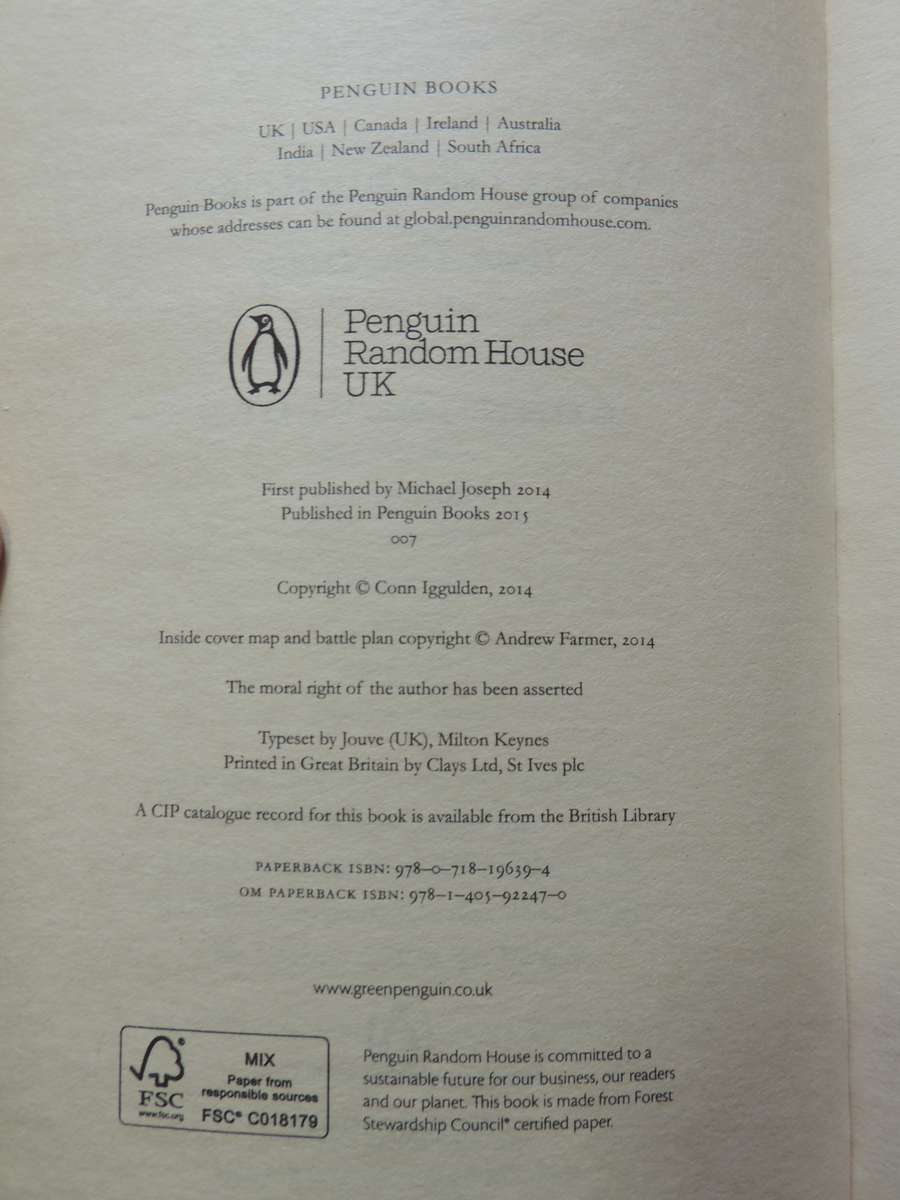 PENGUIN BOOKS
UK | USA | Canada | Ireland | Australia
India | New Zealand | South Africa
Penguin Books is part of the Penguin Random House group of companies
whose addresses can be found at global.penguinrandomhouse.com.
Penguin
Random House
UK
First published by Michael Joseph 2014
Published in Penguin Books 2015
007
Copyright © Conn Iggulden, 2014
Inside cover map and battle plan copyright © Andrew Farmer, 2014
The moral right of the author has been asserted
Typeset by Jouve (UK), Milton Keynes
Printed in Great Britain by Clays Ltd, St Ives plc
A CIP catalogue record for this book is available from the British Library
PAPERBACK ISBN: 978–0–718–19639–4
OM PAPERBACK ISBN: 978–1–405–92247–0
www.greenpenguin.co.uk
MIX
Paper from
responsible sources
FSC® C018179
FSC
www.fsc.org
Penguin Random House is committed to a
sustainable future for our business, our readers
and our planet. This book is made from Forest
Stewardship Council® certified paper.